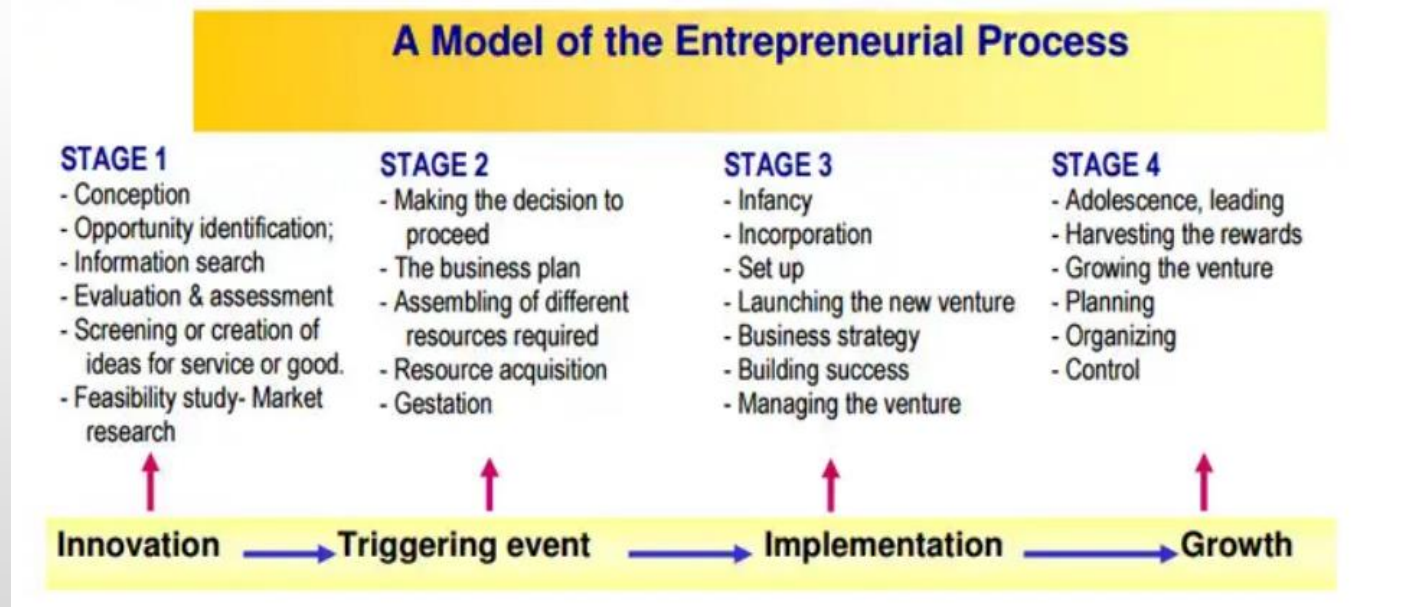 A Model of the Entrepreneurial Process
STAGE 1
- Conception
- Opportunity identification;
- Information search
- Evaluation & assessment
- Screening or creation of
ideas for service or good.
- Feasibility study- Market
research
STAGE 2
- Making the decision to
proceed
- The business plan
- Assembling of different
resources required
- Resource acquisition
- Gestation
STAGE 3
- Infancy
- Incorporation
- Set up
- Launching the new venture
- Business strategy
- Building success
- Managing the venture
STAGE 4
- Adolescence, leading
- Harvesting the rewards
- Growing the venture
- Planning
- Organizing
- Control
Innovation Triggering event Implementation Growth